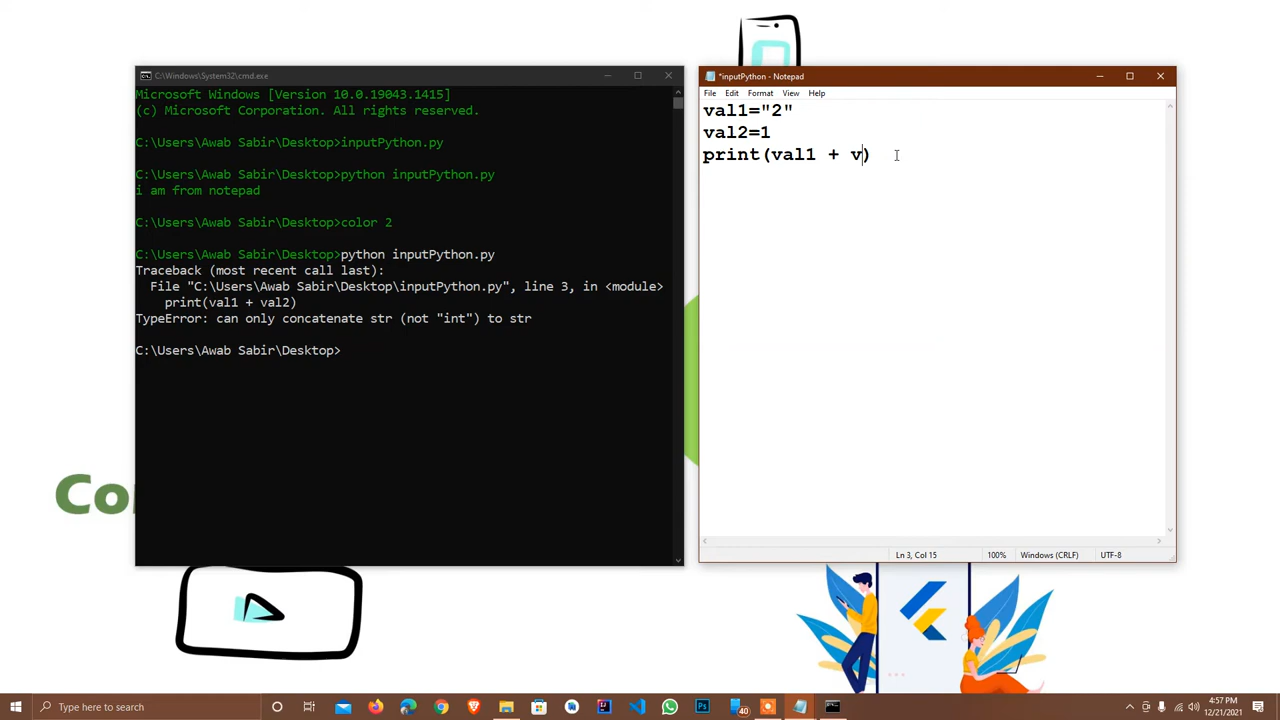 C:\Windows\System32\cmd.exe
Microsoft Windows [Version 10.0.19043.1415]
(c) Microsoft Corporation. All rights reserved.
C:\Users\Awab Sabir\Desktop>inputPython.py
C:\Users\Awab Sabir\Desktop>python inputPython.py
i am from notepad
C:\Users\Awab Sabir\Desktop>color 2
C:\Users\Awab Sabir\Desktop>python inputPython.py
Traceback (most recent call last):
File "C:\Users\Awab Sabir\Desktop\inputPython.py", line 3, in <module>
print(val1 + val2)
TypeError: can only concatenate str (not "int") to str
C:\Users\Awab Sabir\Desktop>
*inputPython - Notepad
File Edit Format View Help
val1="2"
val2=1
print(val1 + v)
Ln 3, Col 15 100% Windows (CRLF) UTF-8
Co
Type here to search
40
4:57 PM
12/21/2021